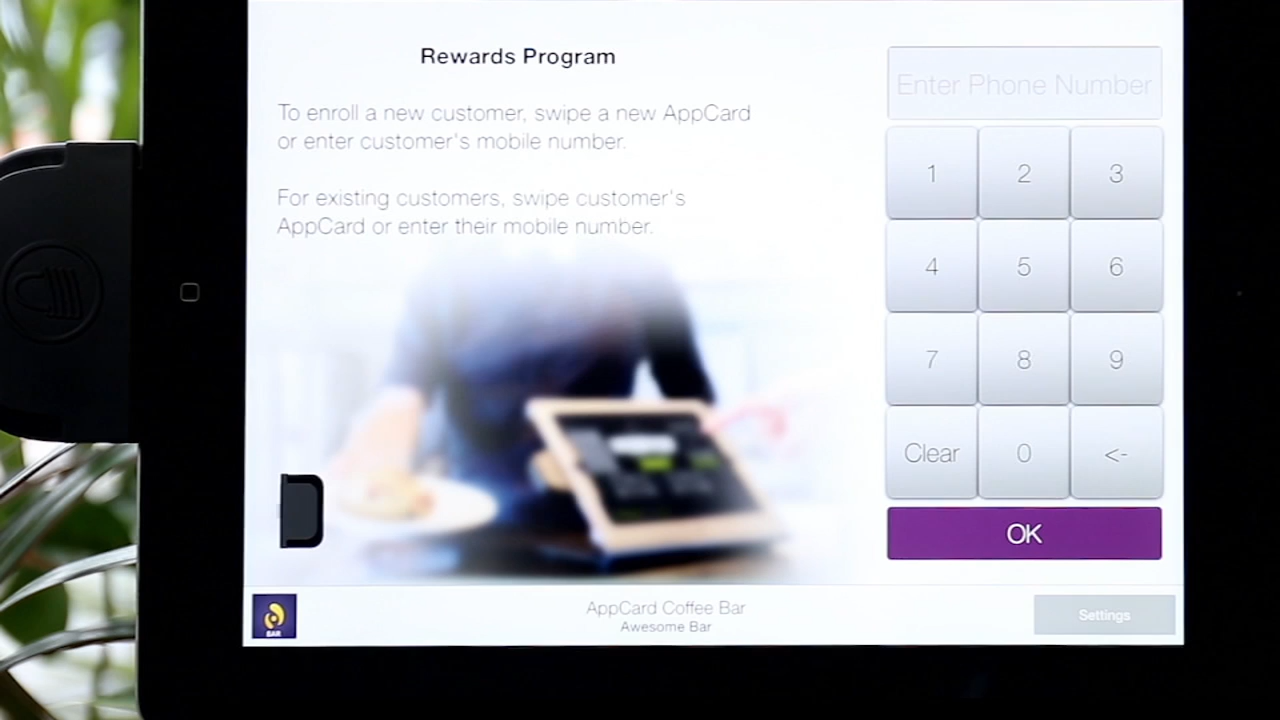 Rewards Program
To enroll a new customer, swipe a new AppCard
or enter customer's mobile number.
For existing customers, swipe customer's
AppCard or enter their mobile number.
Enter Phone Number
1 2 3
4 5 6
7 8 9
Clear 0 <-
OK
BAR
AppCard Coffee Bar
Awesome Bar
Settings